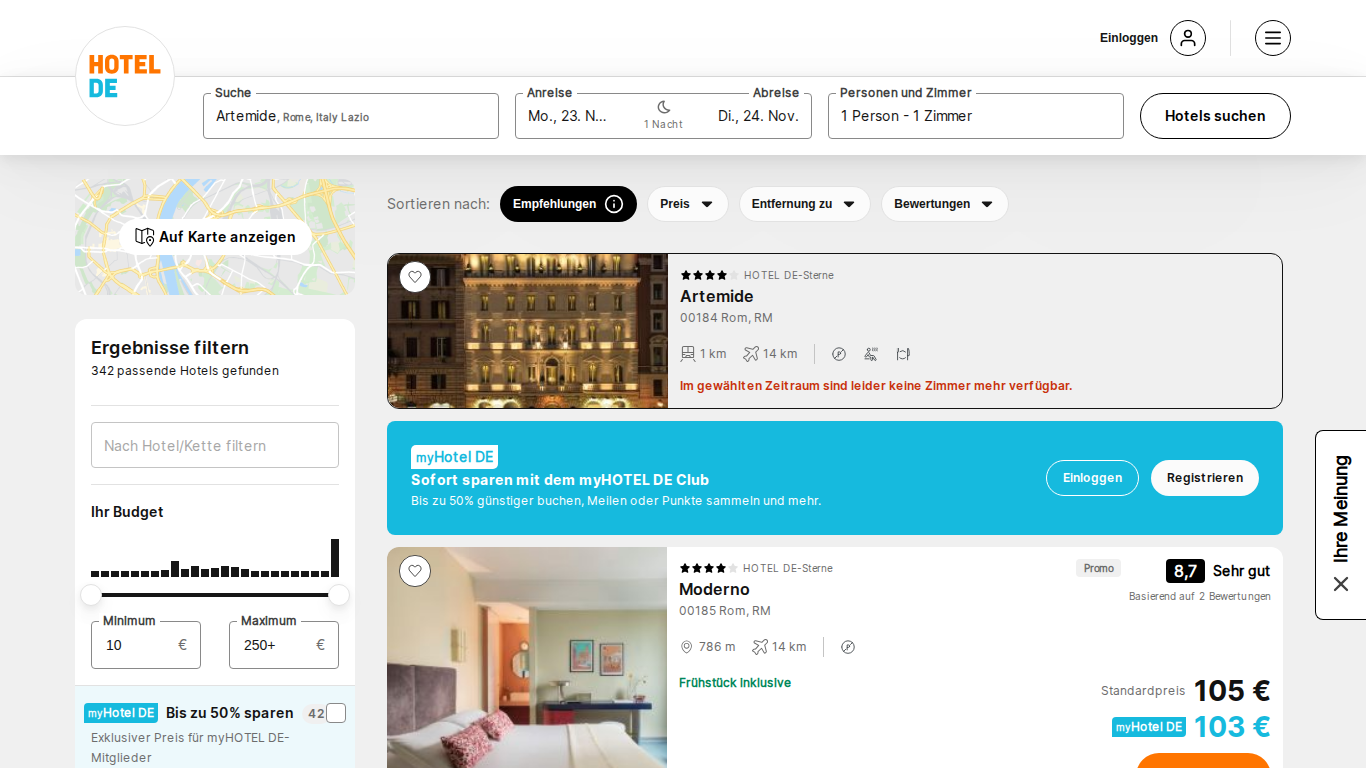 Einloggen
HOTEL
DE
Suche
Artemide, Rome, Italy Lazio
Anreise
Mo., 23. N...
1 Nacht
Abreise
Di., 24. Nov.
Personen und Zimmer
1 Person - 1 Zimmer
Hotels suchen
Auf Karte anzeigen
Sortieren nach:
Empfehlungen
Preis
Entfernung zu
Bewertungen
HOTEL DE-Sterne
Artemide
00184 Rom, RM
1 km
14 km
Im gewählten Zeitraum sind leider keine Zimmer mehr verfügbar.
Ergebnisse filtern
342 passende Hotels gefunden
Nach Hotel/Kette filtern
Ihr Budget
Minimum
10 €
Maximum
250+ €
myHotel DE
Bis zu 50% sparen
42
Exklusiver Preis für myHOTEL DE-
Mitglieder
myHotel DE
Sofort sparen mit dem myHOTEL DE Club
Bis zu 50% günstiger buchen, Meilen oder Punkte sammeln und mehr.
Einloggen
Registrieren
HOTEL DE-Sterne
Moderno
00185 Rom, RM
786 m
14 km
Frühstück inklusive
Promo
8,7
Sehr gut
Basierend auf 2 Bewertungen
Standardpreis 105 €
myHotel DE 103 €
Ihre Meinung